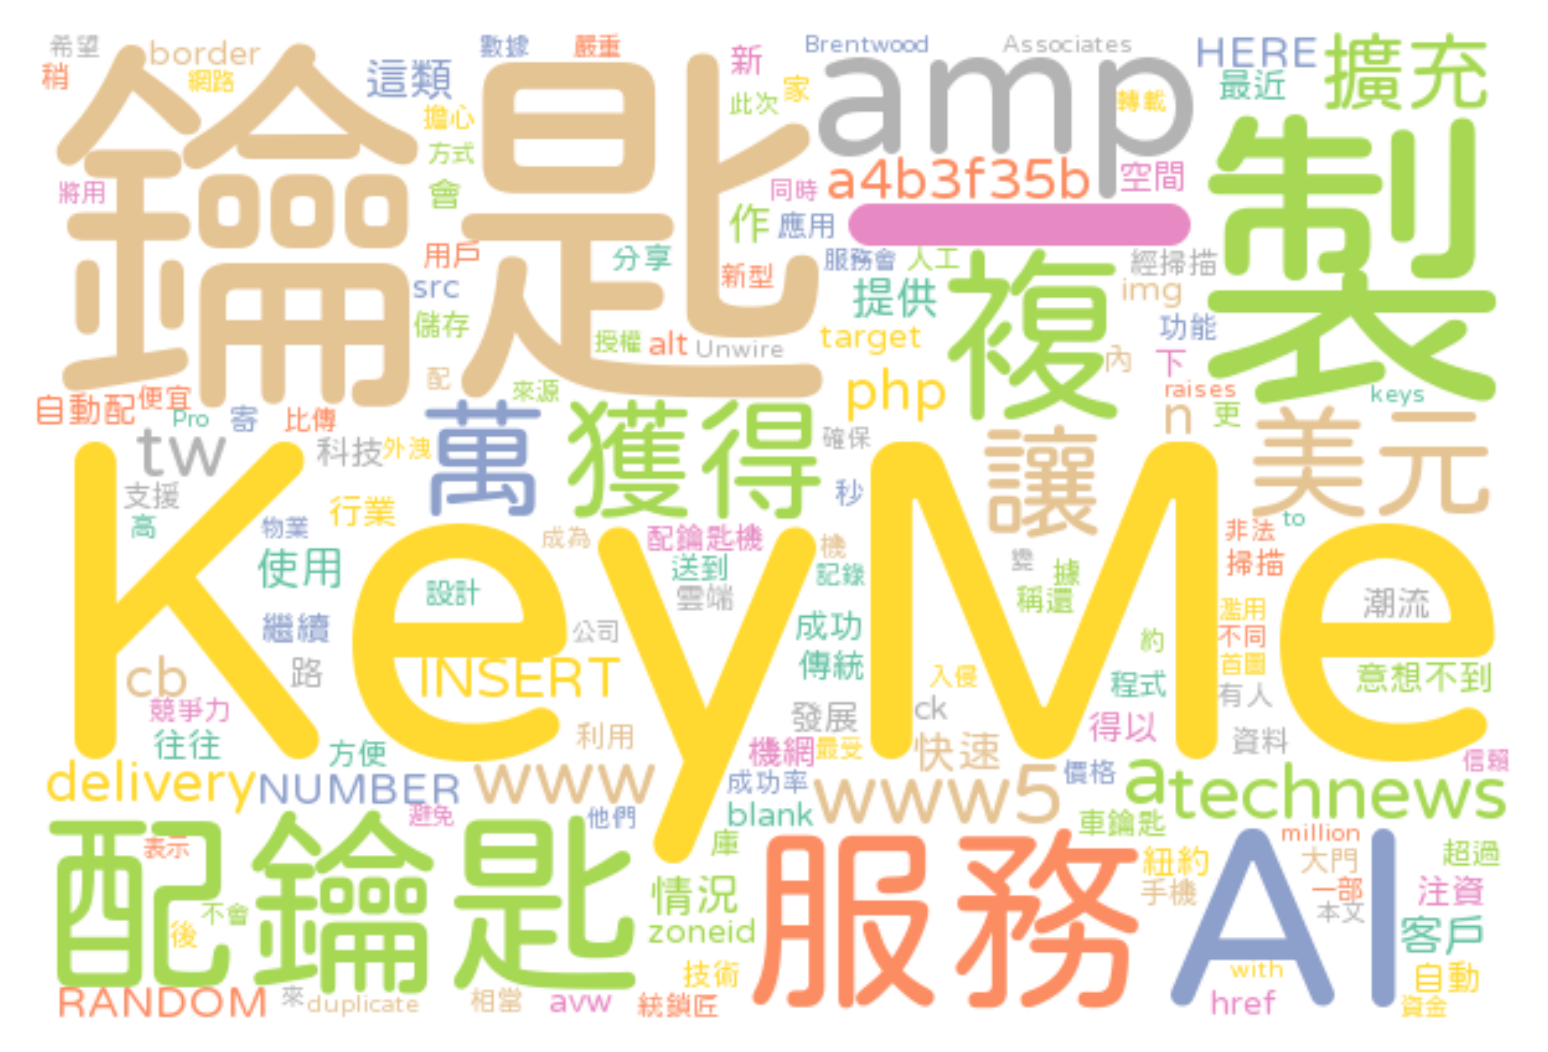 希望
border
數據
嚴重
新
Brentwood
Associates
HERE
擴充
稍
網路
這類
家
amp
轉載
最近
鑰匙
擔心
此次
製
方式
a4b3f35b
空間
將用
會
同時
作
應用
用戶
分享
新型
服務會
人工
複
經掃描
src
提供
img
儲存
授權
alt
Unwire
target
功能
內
下
配
來源
php
raises
keys
自動配
便宜
Pro
寄
比傳
萬
獲得
確保
讓
n
更
美元
tw
科技
外洩
支援
秒
高
物業
行業
KeyMe
成為
配鑰匙機
機
非法
to
使用
設計
送到
記錄
雲端
變
據
稱還
掃描
濫用
潮流
繼續
公司
成功
約
不同
cb
路
INSERT
傳統
入侵
程式
首圖
意想不到
有人
競爭力
發展
ck
得以
往往
方便
利用
機網
最受
快速
資料
信賴
delivery
NUMBER
www
成功率
www5
價格
a
technews
避免
他們
blank
車鑰匙
配鑰匙
表示
庫
服務
AI
million
紐約
大門
超過
情況
手機
一部
注資
不會
本文
後
zoneid
客戶
技術
with
自動
RANDOM
來
duplicate
相當
avw
統鎖匠
href
資金